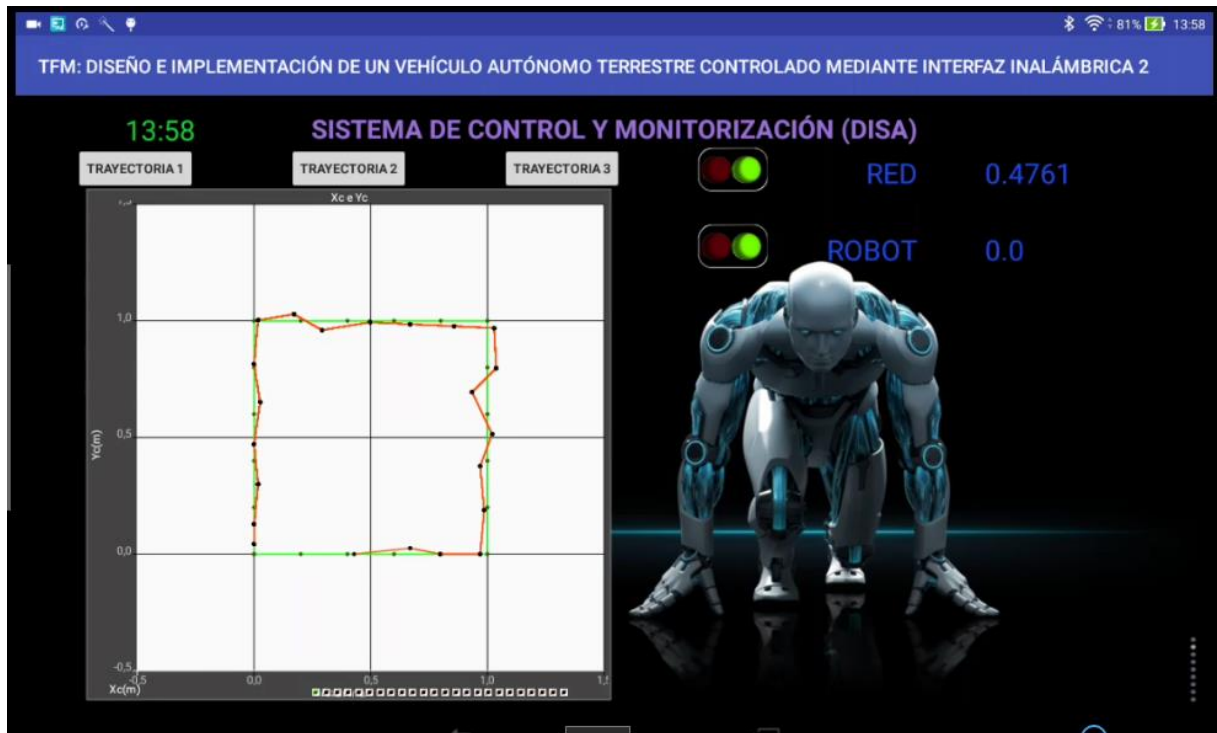 81% 13:58
TFM: DISEÑO E IMPLEMENTACIÓN DE UN VEHÍCULO AUTÓNOMO TERRESTRE CONTROLADO MEDIANTE INTERFAZ INALÁMBRICA 2
13:58
SISTEMA DE CONTROL Y MONITORIZACIÓN (DISA)
TRAYECTORIA 1
TRAYECTORIA 2
TRAYECTORIA 3
RED 0.4761
ROBOT 0.0
Xc e Yc
1,0
0,5
Yc(m)
0,0
-0,5
-0,5 0,0 0,5 1,0
Xc(m)